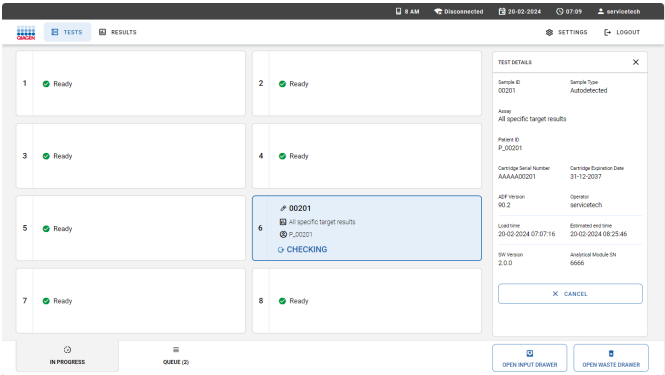 8 AM Disconnected 20-02-2024 07:09 servicetech
QIAGEN TESTS RESULTS SETTINGS LOGOUT
1 Ready
2 Ready
3 Ready
4 Ready
5 Ready
6
00201
All specific target results
P_00201
CHECKING
7 Ready
8 Ready
TEST DETAILS
Sample ID Sample Type
00201 Autodetected
Assay
All specific target results
Patient ID
P_00201
Cartridge Serial Number Cartridge Expiration Date
AAAAA00201 31-12-2037
ADF Version Operator
90.2 servicetech
Load time Estimated end time
20-02-2024 07:07:16 20-02-2024 08:25:46
SW Version Analytical Module SN
2.0.0 6666
CANCEL
IN PROGRESS
QUEUE (2)
OPEN INPUT DRAWER
OPEN WASTE DRAWER